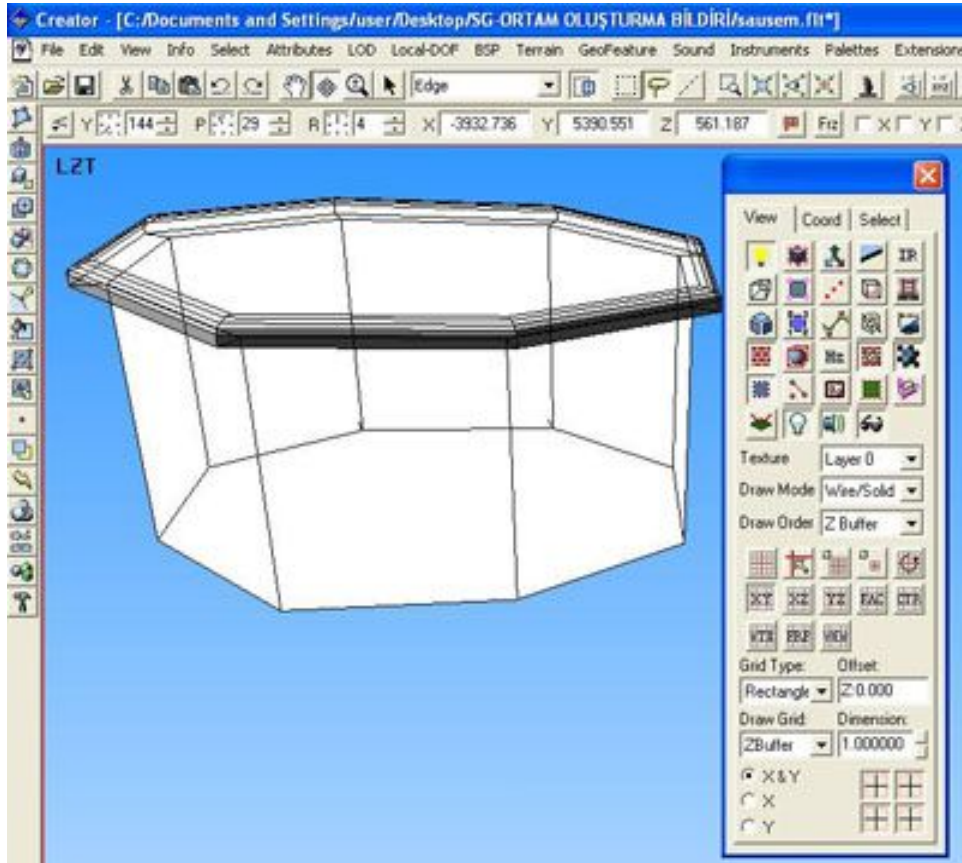 Creator - [C:/Documents and Settings/user/Desktop/SG-ORTAM OLUŞTURMA BİLDİRİ/sausem.flt*]
File Edit View Info Select Attributes LOD Local-DOF BSP Terrain GeoFeature Sound Instruments Palettes Extensions
Edge
Y 144 P 29 R 4 X -3932.736 Y 5390.551 Z 561.187 Frz X Y
LZT
View Coord Select
IR
Texture Layer 0
Draw Mode Wire/Solid
Draw Order Z Buffer
XY XZ YZ FAC CTR
VTX VIEW
Grid Type: Offset:
Rectangle Z:0.000
Draw Grid: Dimension:
ZBuffer 1.000000
X & Y
X
Y